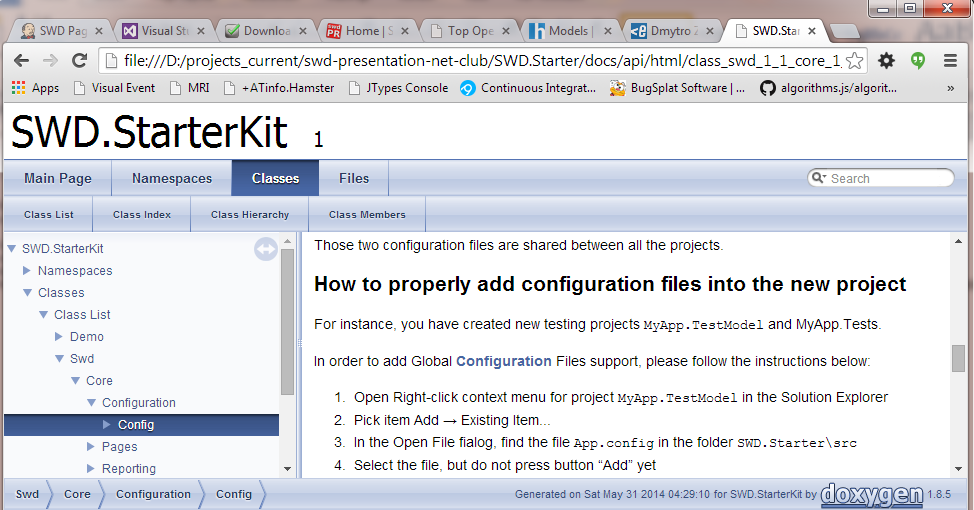 SWD Pag
Visual St
Downloa
Home | S
Top Ope
Models |
Dmytro Z
SWD.Star
file:///D:/projects_current/swd-presentation-net-club/SWD.Starter/docs/api/html/class_swd_1_1_core_1
Apps
Visual Event
MRI
+ATinfo.Hamster
JTypes Console
Continuous Integrat...
BugSplat Software | ...
algorithms.js/algorit...
»
SWD.StarterKit 1
Main Page
Namespaces
Classes
Files
Search
Class List
Class Index
Class Hierarchy
Class Members
SWD.StarterKit
Namespaces
Classes
Class List
Demo
Swd
Core
Configuration
Config
Pages
Reporting
Those two configuration files are shared between all the projects.
How to properly add configuration files into the new project
For instance, you have created new testing projects MyApp.TestModel and MyApp.Tests.
In order to add Global Configuration Files support, please follow the instructions below:
1. Open Right-click context menu for project MyApp.TestModel in the Solution Explorer
2. Pick item Add → Existing Item...
3. In the Open File fialog, find the file App.config in the folder SWD.Starter\src
4. Select the file, but do not press button “Add” yet
Swd
Core
Configuration
Config
Generated on Sat May 31 2014 04:29:10 for SWD.StarterKit by doxygen 1.8.5